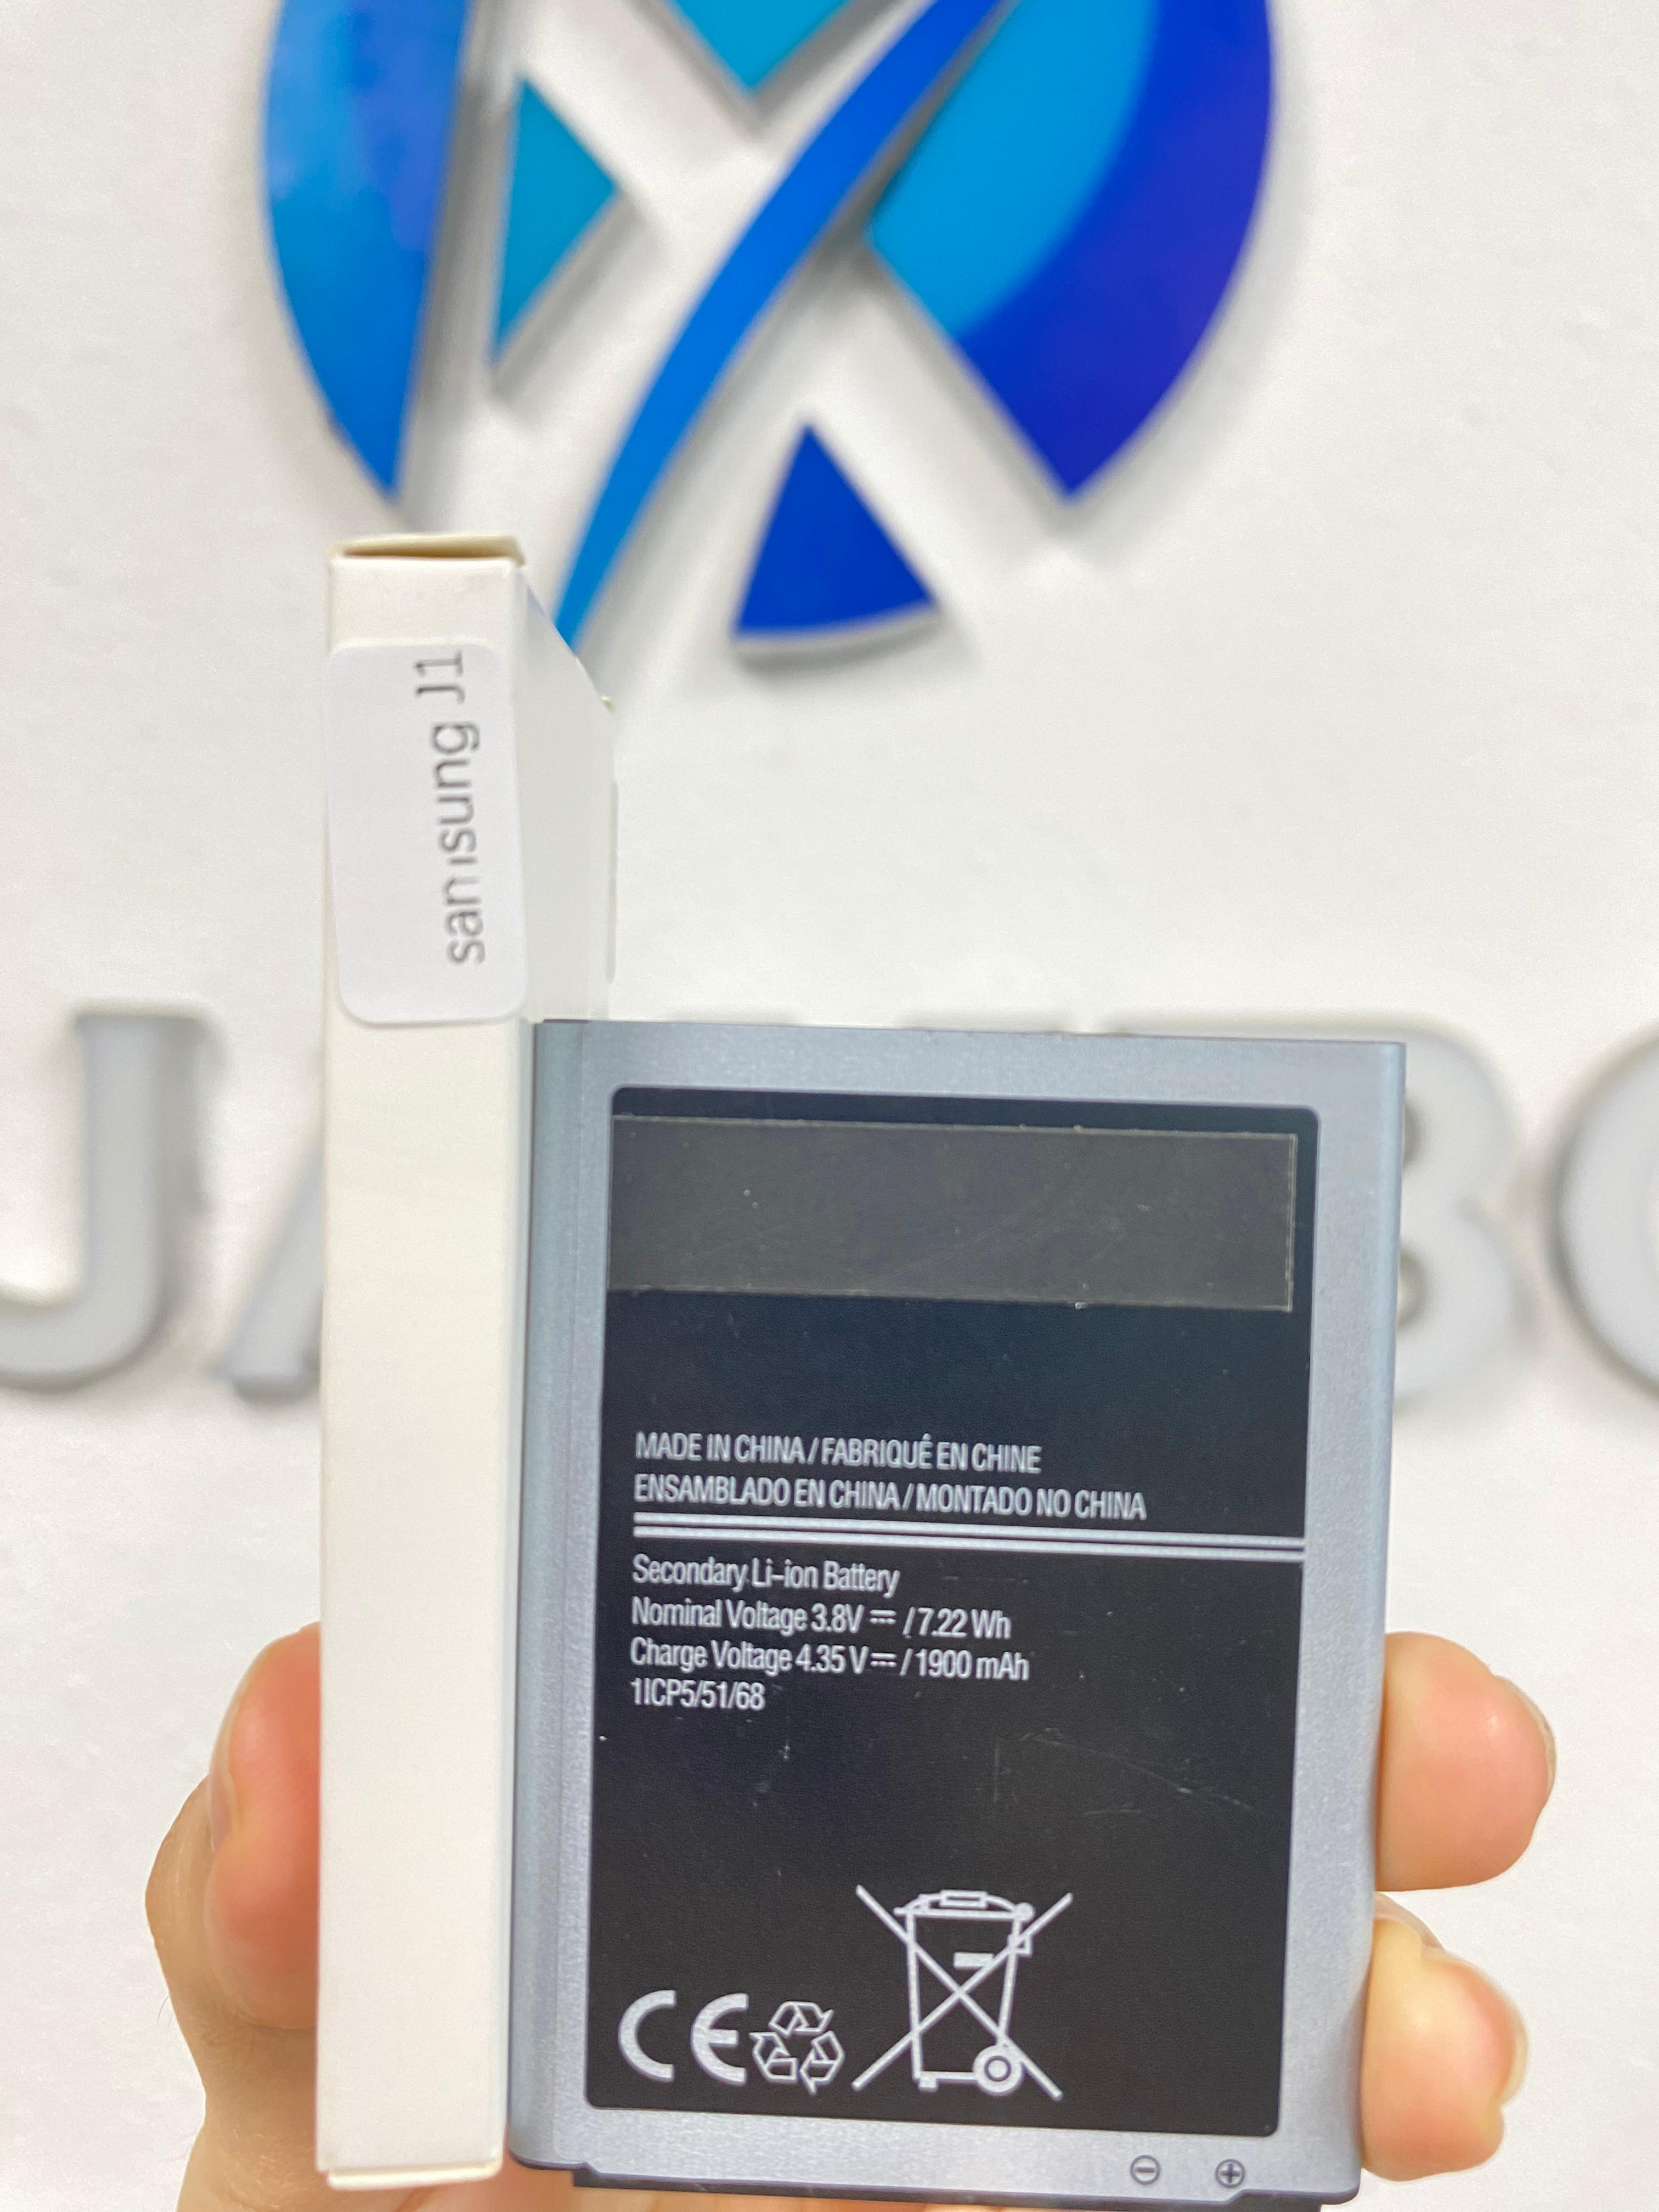 samsung J1
MADE IN CHINA / FABRIQUÉ EN CHINE
ENSAMBLADO EN CHINA / MONTADO NO CHINA
Secondary Li-ion Battery
Nominal Voltage 3.8V ⎓ / 7.22 Wh
Charge Voltage 4.35 V ⎓ / 1900 mAh
1ICP5/51/68
CE